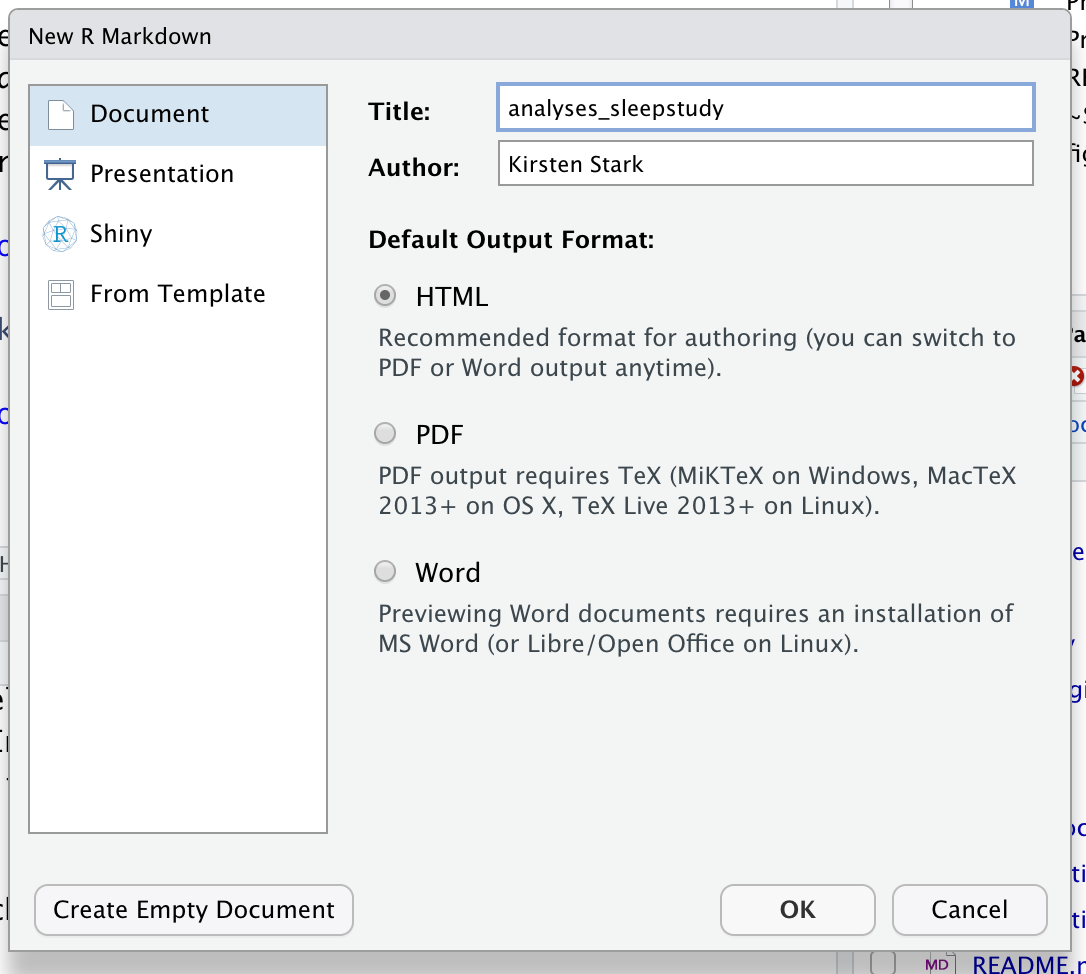 New R Markdown
Document
Presentation
Shiny
From Template
Title:
analyses_sleepstudy
Author:
Kirsten Stark
Default Output Format:
HTML
Recommended format for authoring (you can switch to
PDF or Word output anytime).
PDF
PDF output requires TeX (MiKTeX on Windows, MacTeX
2013+ on OS X, TeX Live 2013+ on Linux).
Word
Previewing Word documents requires an installation of
MS Word (or Libre/Open Office on Linux).
Create Empty Document
OK
Cancel
MD